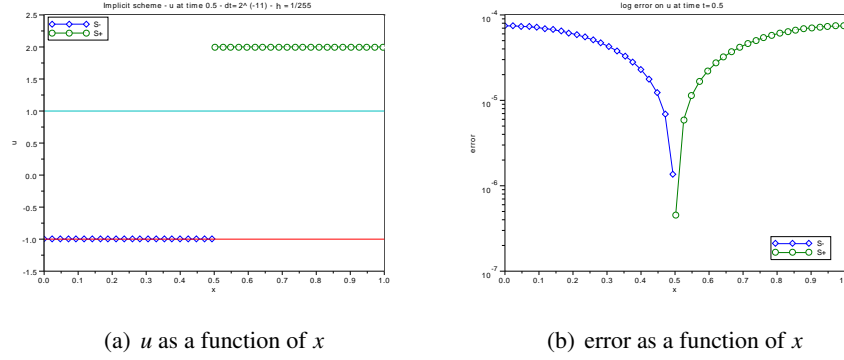 Implicit scheme - u at time 0.5 - dt=2^ (-11) - h = 1/255
S-
S+
2.5
2.0
1.5
1.0
0.5
0.0
-0.5
-1.0
-1.5
u
0.0 0.1 0.2 0.3 0.4 0.5 0.6 0.7 0.8 0.9 1.0
x
log error on u at time t=0.5
10^-4
10^-5
10^-6
10^-7
error
S-
S+
0.0 0.1 0.2 0.3 0.4 0.5 0.6 0.7 0.8 0.9 1.0
x
(a) u as a function of x
(b) error as a function of x